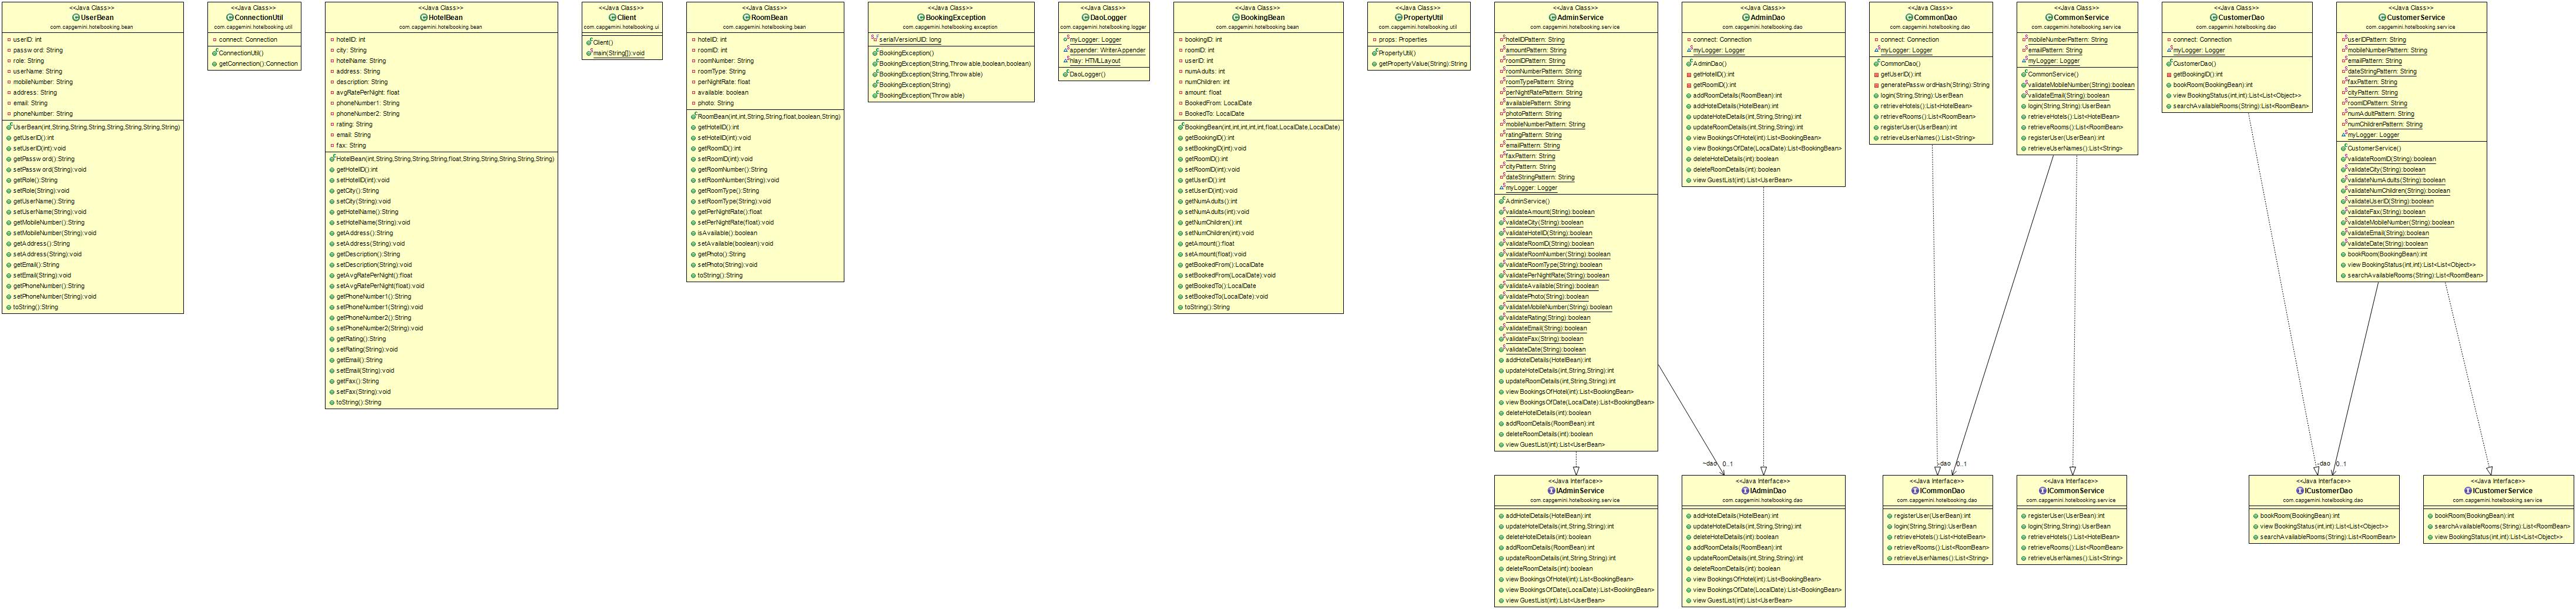 <<Java Class>>
UserBean
com.capgemini.hotelbooking.bean
userID: int
password: String
role: String
userName: String
mobileNumber: String
address: String
email: String
phoneNumber: String
UserBean(int,String,String,String,String,String,String,String)
getUserID():int
setUserID(int):void
getPassword():String
setPassword(String):void
getRole():String
setRole(String):void
getUserName():String
setUserName(String):void
getMobileNumber():String
setMobileNumber(String):void
getAddress():String
setAddress(String):void
getEmail():String
setEmail(String):void
getPhoneNumber():String
setPhoneNumber(String):void
toString():String
<<Java Class>>
ConnectionUtil
com.capgemini.hotelbooking.util
connect: Connection
ConnectionUtil()
getConnection():Connection
<<Java Class>>
HotelBean
com.capgemini.hotelbooking.bean
hotelID: int
city: String
hotelName: String
address: String
description: String
avgRatePerNight: float
phoneNumber1: String
phoneNumber2: String
rating: String
email: String
fax: String
HotelBean(int,String,String,String,String,float,String,String,String,String,String)
getHotelID():int
setHotelID(int):void
getCity():String
setCity(String):void
getHotelName():String
setHotelName(String):void
getAddress():String
setAddress(String):void
getDescription():String
setDescription(String):void
getAvgRatePerNight():float
setAvgRatePerNight(float):void
getPhoneNumber1():String
setPhoneNumber1(String):void
getPhoneNumber2():String
setPhoneNumber2(String):void
getRating():String
setRating(String):void
getEmail():String
setEmail(String):void
getFax():String
setFax(String):void
toString():String
<<Java Class>>
Client
com.capgemini.hotelbooking.ui
Client()
main(String[]):void
<<Java Class>>
RoomBean
com.capgemini.hotelbooking.bean
hotelID: int
roomID: int
roomNumber: String
roomType: String
perNightRate: float
available: boolean
photo: String
RoomBean(int,int,String,String,float,boolean,String)
getHotelID():int
setHotelID(int):void
getRoomID():int
setRoomID(int):void
getRoomNumber():String
setRoomNumber(String):void
getRoomType():String
setRoomType(String):void
getPerNightRate():float
setPerNightRate(float):void
isAvailable():boolean
setAvailable(boolean):void
getPhoto():String
setPhoto(String):void
toString():String
<<Java Class>>
BookingException
com.capgemini.hotelbooking.exception
serialVersionUID: long
BookingException()
BookingException(String,Throwable,boolean,boolean)
BookingException(String,Throwable)
BookingException(String)
BookingException(Throwable)
<<Java Class>>
DaoLogger
com.capgemini.hotelbooking.logger
myLogger: Logger
appender: WriterAppender
hlay: HTMLLayout
DaoLogger()
<<Java Class>>
BookingBean
com.capgemini.hotelbooking.bean
bookingID: int
roomID: int
userID: int
numAdults: int
numChildren: int
amount: float
BookedFrom: LocalDate
BookedTo: LocalDate
BookingBean(int,int,int,int,int,float,LocalDate,LocalDate)
getBookingID():int
setBookingID(int):void
getRoomID():int
setRoomID(int):void
getUserID():int
setUserID(int):void
getNumAdults():int
setNumAdults(int):void
getNumChildren():int
setNumChildren(int):void
getAmount():float
setAmount(float):void
getBookedFrom():LocalDate
setBookedFrom(LocalDate):void
getBookedTo():LocalDate
setBookedTo(LocalDate):void
toString():String
<<Java Class>>
PropertyUtil
com.capgemini.hotelbooking.util
props: Properties
PropertyUtil()
getPropertyValue(String):String
<<Java Class>>
AdminService
com.capgemini.hotelbooking.service
hotelIDPattern: String
amountPattern: String
roomIDPattern: String
roomNumberPattern: String
roomTypePattern: String
perNightRatePattern: String
availablePattern: String
photoPattern: String
mobileNumberPattern: String
ratingPattern: String
emailPattern: String
faxPattern: String
cityPattern: String
dateStringPattern: String
myLogger: Logger
AdminService()
validateAmount(String):boolean
validateCity(String):boolean
validateHotelID(String):boolean
validateRoomID(String):boolean
validateRoomNumber(String):boolean
validateRoomType(String):boolean
validatePerNightRate(String):boolean
validateAvailable(String):boolean
validatePhoto(String):boolean
validateMobileNumber(String):boolean
validateRating(String):boolean
validateEmail(String):boolean
validateFax(String):boolean
validateDate(String):boolean
addHotelDetails(HotelBean):int
updateHotelDetails(int,String,String):int
updateRoomDetails(int,String,String):int
viewBookingsOfHotel(int):List<BookingBean>
viewBookingsOfDate(LocalDate):List<BookingBean>
deleteHotelDetails(int):boolean
addRoomDetails(RoomBean):int
deleteRoomDetails(int):boolean
viewGuestList(int):List<UserBean>
<<Java Class>>
AdminDao
com.capgemini.hotelbooking.dao
connect: Connection
myLogger: Logger
AdminDao()
getHotelID():int
getRoomID():int
addRoomDetails(RoomBean):int
addHotelDetails(HotelBean):int
updateHotelDetails(int,String,String):int
updateRoomDetails(int,String,String):int
viewBookingsOfHotel(int):List<BookingBean>
viewBookingsOfDate(LocalDate):List<BookingBean>
deleteHotelDetails(int):boolean
deleteRoomDetails(int):boolean
viewGuestList(int):List<UserBean>
<<Java Class>>
CommonDao
com.capgemini.hotelbooking.dao
connect: Connection
myLogger: Logger
CommonDao()
getUserID():int
generatePasswordHash(String):String
login(String,String):UserBean
retrieveHotels():List<HotelBean>
retrieveRooms():List<RoomBean>
registerUser(UserBean):int
retrieveUserNames():List<String>
<<Java Class>>
CommonService
com.capgemini.hotelbooking.service
mobileNumberPattern: String
emailPattern: String
myLogger: Logger
CommonService()
validateMobileNumber(String):boolean
validateEmail(String):boolean
login(String,String):UserBean
retrieveHotels():List<HotelBean>
retrieveRooms():List<RoomBean>
registerUser(UserBean):int
retrieveUserNames():List<String>
<<Java Class>>
CustomerDao
com.capgemini.hotelbooking.dao
connect: Connection
myLogger: Logger
CustomerDao()
getBookingID():int
bookRoom(BookingBean):int
viewBookingStatus(int,int):List<List<Object>>
searchAvailableRooms(String):List<RoomBean>
<<Java Class>>
CustomerService
com.capgemini.hotelbooking.service
userIDPattern: String
mobileNumberPattern: String
emailPattern: String
dateStringPattern: String
faxPattern: String
cityPattern: String
roomIDPattern: String
numAdultPattern: String
numChildrenPattern: String
myLogger: Logger
CustomerService()
validateRoomID(String):boolean
validateCity(String):boolean
validateNumAdults(String):boolean
validateNumChildren(String):boolean
validateUserID(String):boolean
validateFax(String):boolean
validateMobileNumber(String):boolean
validateEmail(String):boolean
validateDate(String):boolean
bookRoom(BookingBean):int
viewBookingStatus(int,int):List<List<Object>>
searchAvailableRooms(String):List<RoomBean>
~dao 0..1
-dao 0..1
-dao 0..1
<<Java Interface>>
IAdminService
com.capgemini.hotelbooking.service
addHotelDetails(HotelBean):int
updateHotelDetails(int,String,String):int
deleteHotelDetails(int):boolean
addRoomDetails(RoomBean):int
updateRoomDetails(int,String,String):int
deleteRoomDetails(int):boolean
viewBookingsOfHotel(int):List<BookingBean>
viewBookingsOfDate(LocalDate):List<BookingBean>
viewGuestList(int):List<UserBean>
<<Java Interface>>
IAdminDao
com.capgemini.hotelbooking.dao
addHotelDetails(HotelBean):int
updateHotelDetails(int,String,String):int
deleteHotelDetails(int):boolean
addRoomDetails(RoomBean):int
updateRoomDetails(int,String,String):int
deleteRoomDetails(int):boolean
viewBookingsOfHotel(int):List<BookingBean>
viewBookingsOfDate(LocalDate):List<BookingBean>
viewGuestList(int):List<UserBean>
<<Java Interface>>
ICommonDao
com.capgemini.hotelbooking.dao
registerUser(UserBean):int
login(String,String):UserBean
retrieveHotels():List<HotelBean>
retrieveRooms():List<RoomBean>
retrieveUserNames():List<String>
<<Java Interface>>
ICommonService
com.capgemini.hotelbooking.service
registerUser(UserBean):int
login(String,String):UserBean
retrieveHotels():List<HotelBean>
retrieveRooms():List<RoomBean>
retrieveUserNames():List<String>
<<Java Interface>>
ICustomerDao
com.capgemini.hotelbooking.dao
bookRoom(BookingBean):int
viewBookingStatus(int,int):List<List<Object>>
searchAvailableRooms(String):List<RoomBean>
<<Java Interface>>
ICustomerService
com.capgemini.hotelbooking.service
bookRoom(BookingBean):int
searchAvailableRooms(String):List<RoomBean>
viewBookingStatus(int,int):List<List<Object>>